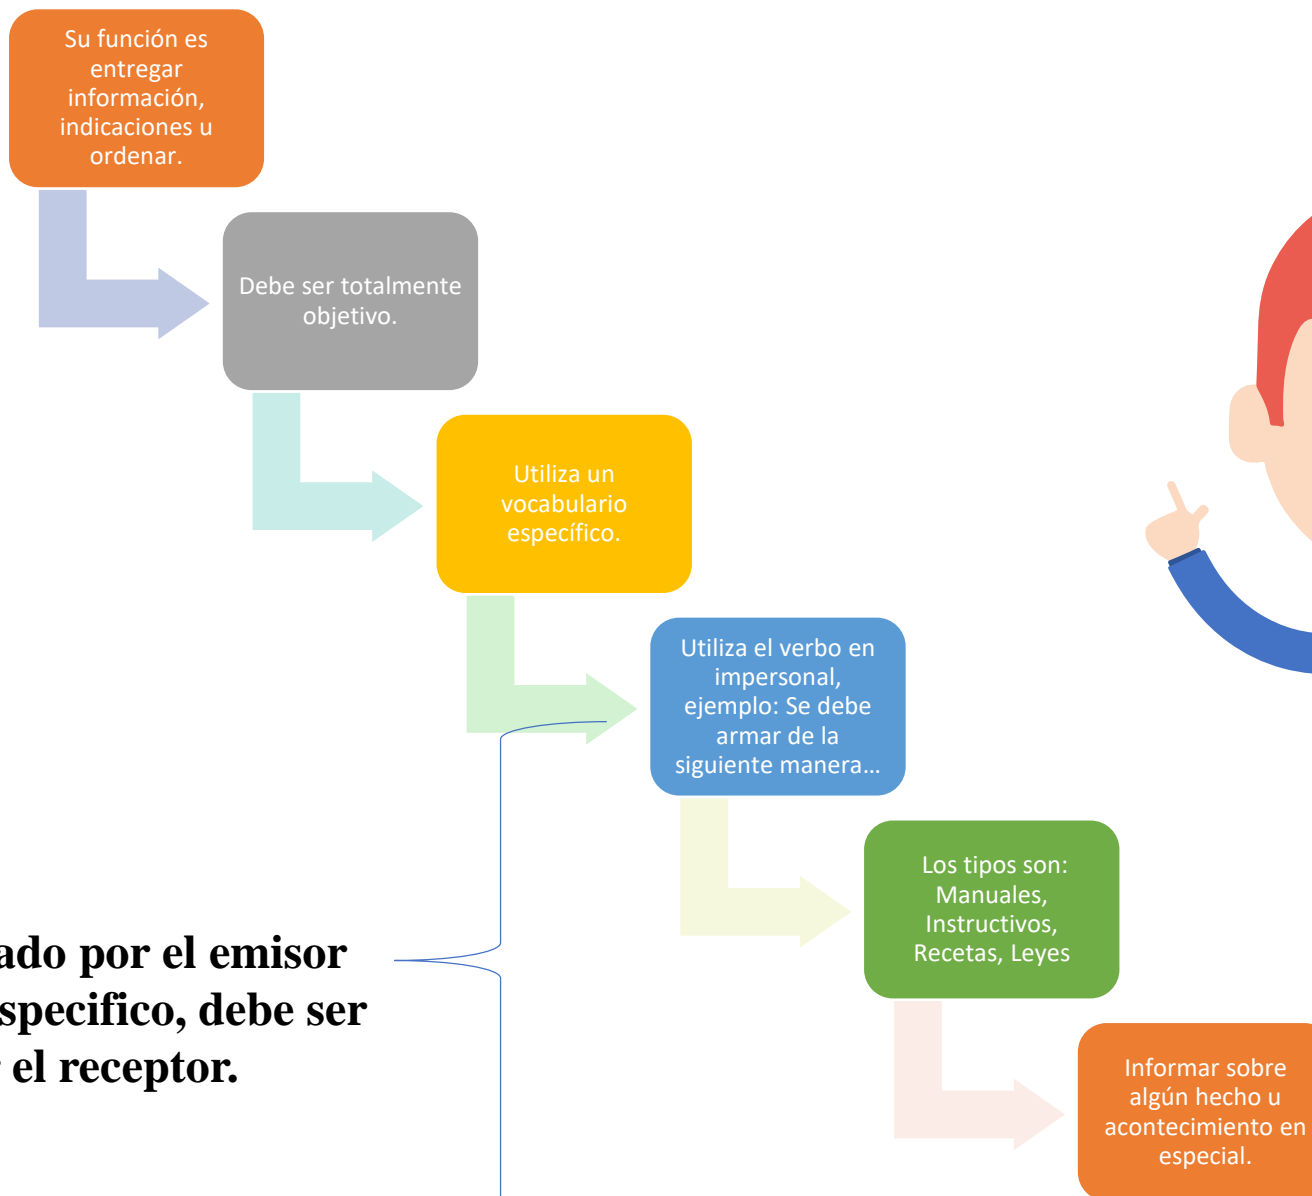 Su función es
entregar
información,
indicaciones u
ordenar.
Debe ser totalmente
objetivo.
Utiliza un
vocabulario
específico.
Utiliza el verbo en
impersonal,
ejemplo: Se debe
armar de la
siguiente manera…
Los tipos son:
Manuales,
Instructivos,
Recetas, Leyes
por el emisor
debe ser
el receptor.
Informar sobre
algún hecho u
acontecimiento en
especial.